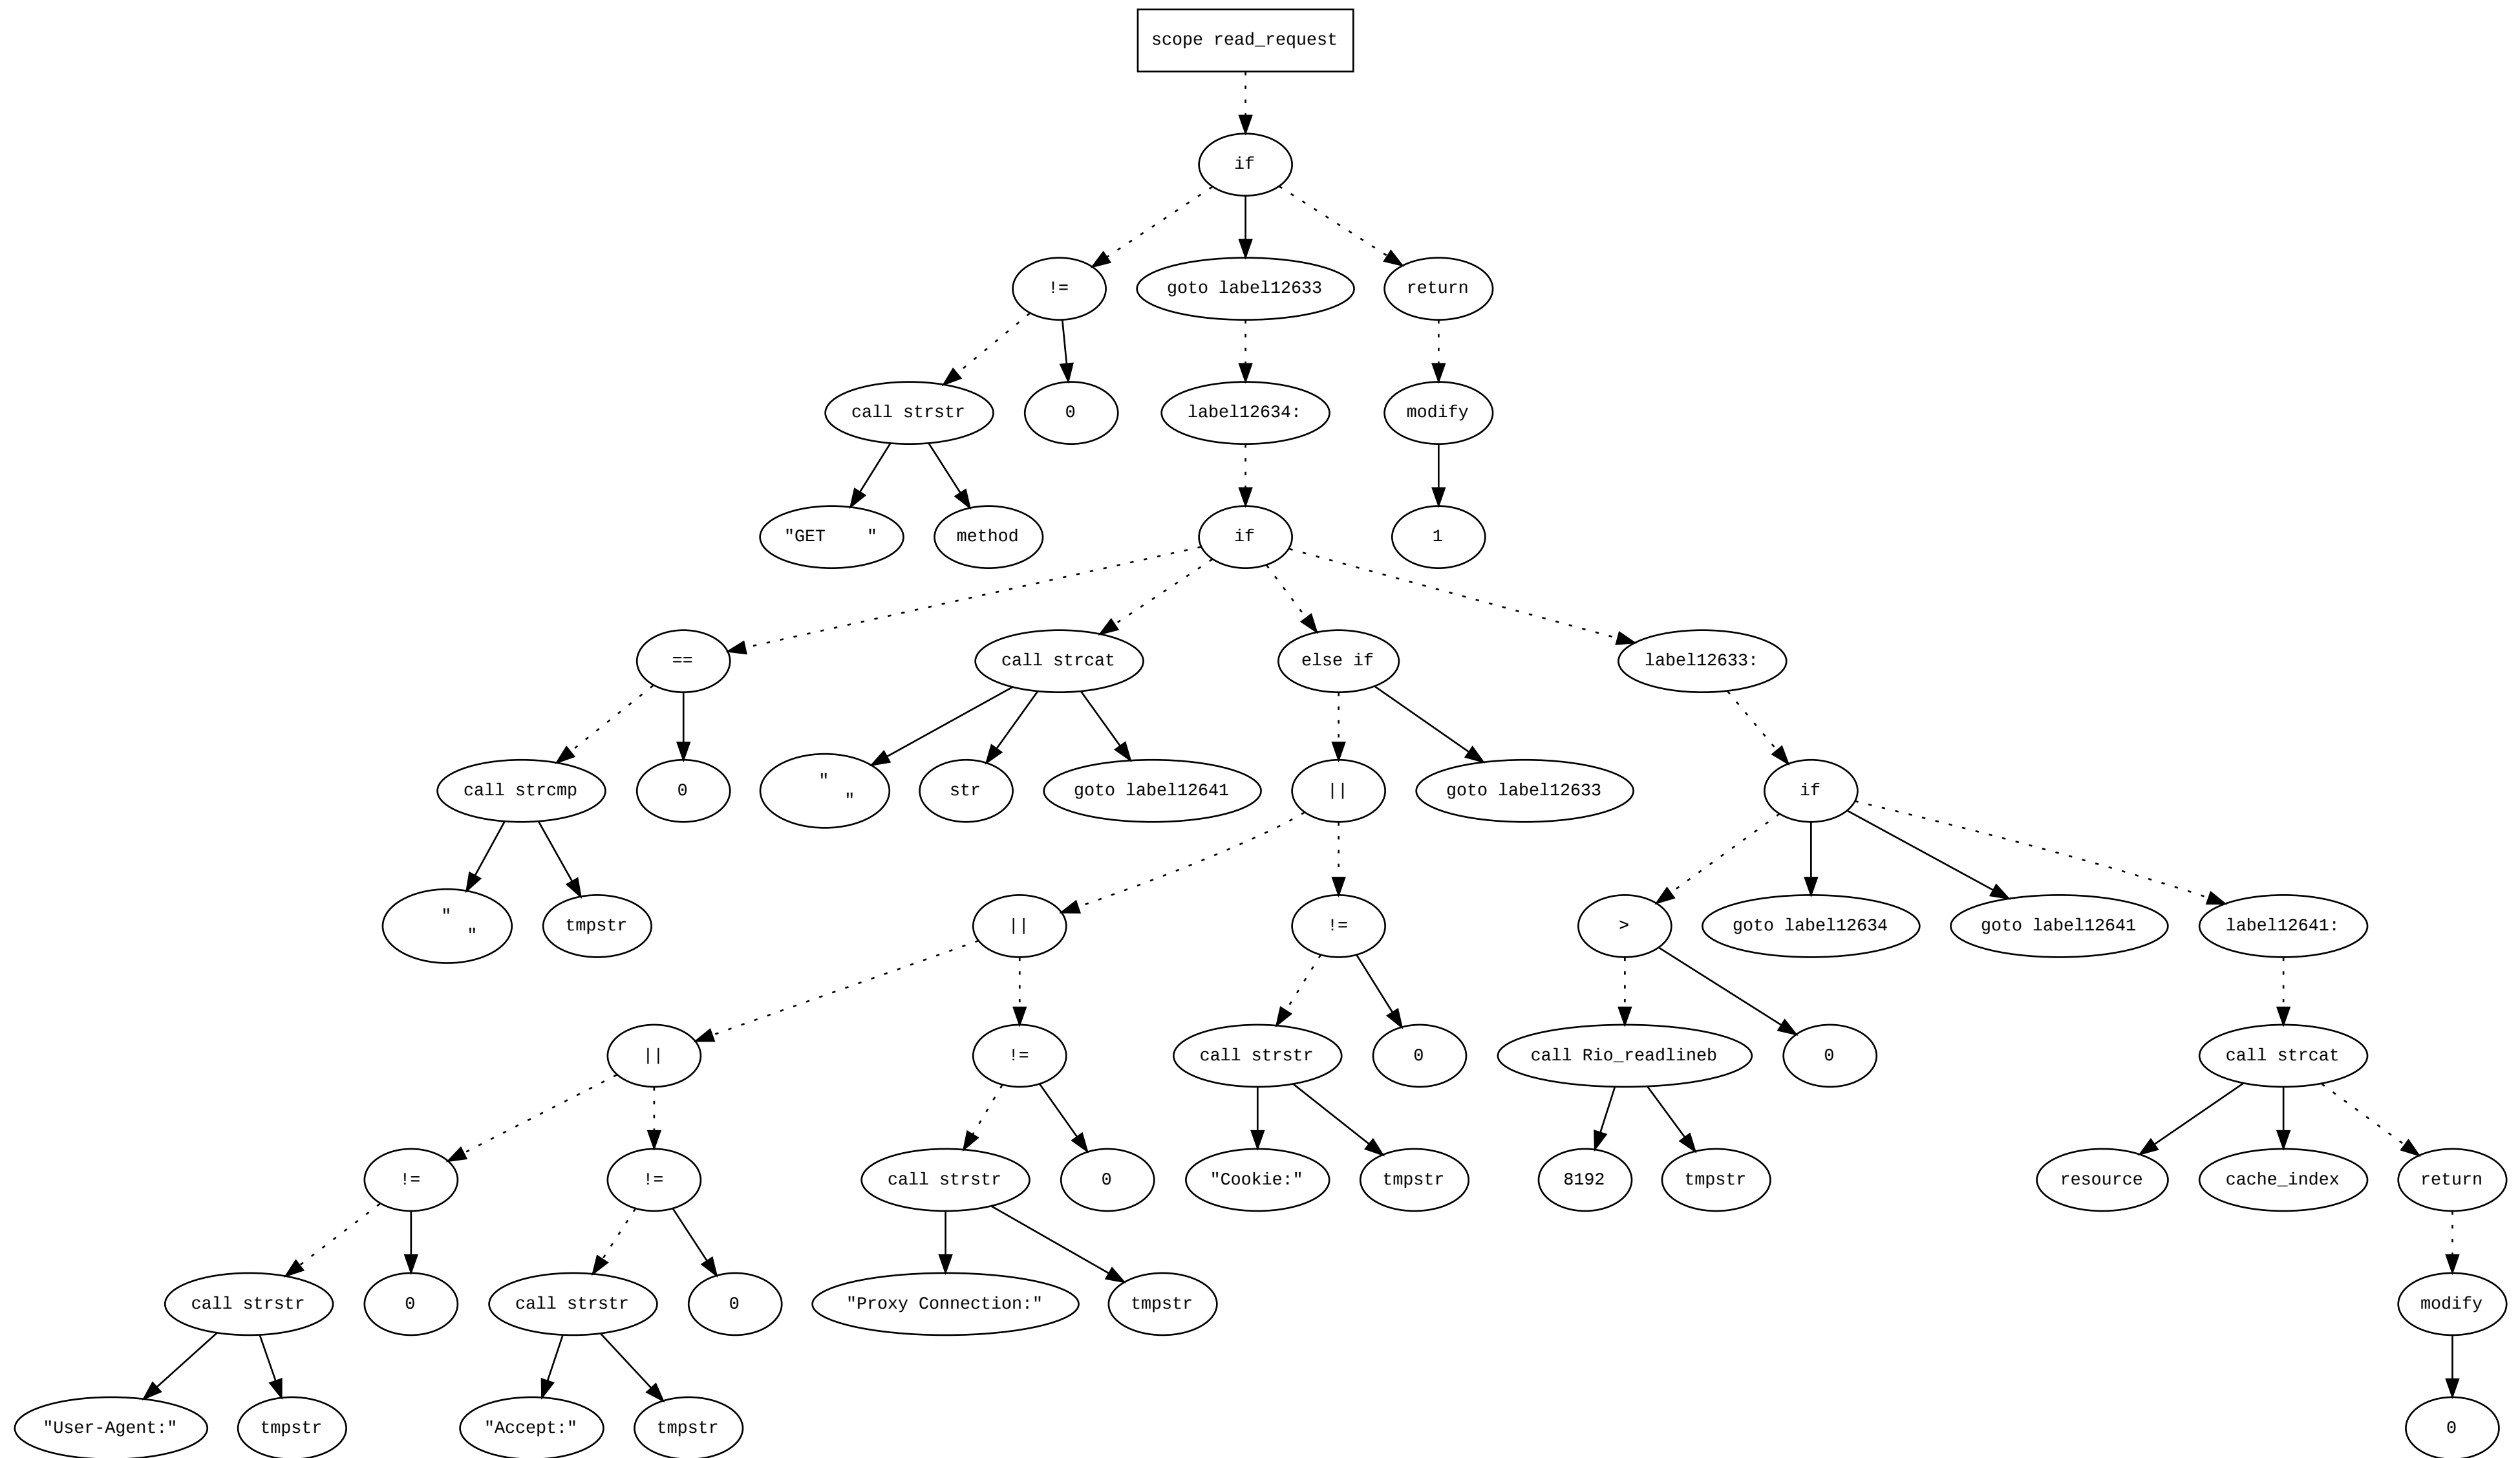 scope read_request
if
!=
goto label12633
return
call strstr
0
label12634:
modify
"GET    "
method
if
1
==
call strcat
else if
label12633:
call strcmp
0
"
"
str
goto label12641
||
goto label12633
if
"
"
tmpstr
||
!=
>
goto label12634
goto label12641
label12641:
||
!=
call strstr
0
call Rio_readlineb
0
call strcat
!=
!=
call strstr
0
"Cookie:"
tmpstr
8192
tmpstr
resource
cache_index
return
call strstr
0
call strstr
0
"Proxy Connection:"
tmpstr
modify
"User-Agent:"
tmpstr
"Accept:"
tmpstr
0